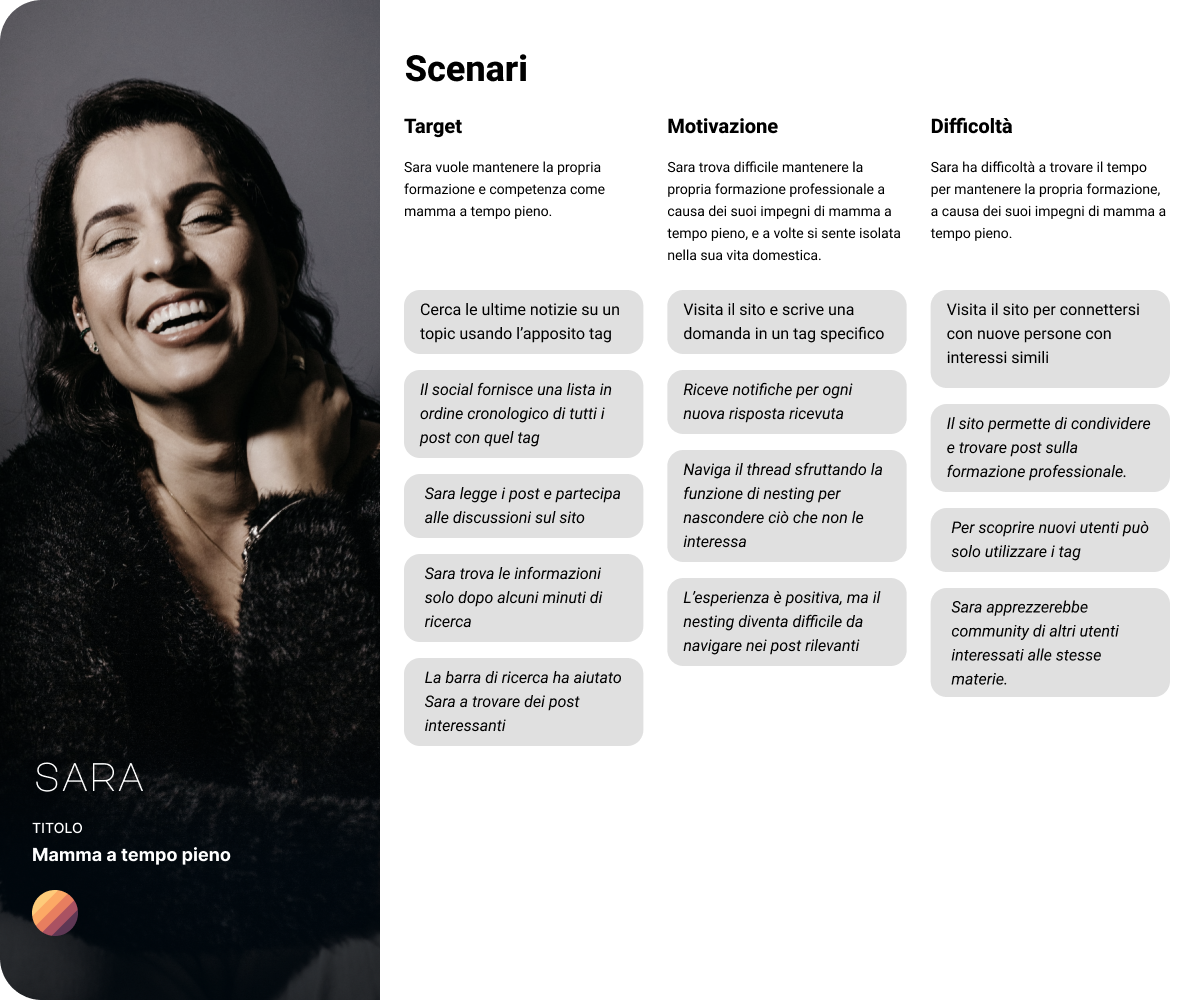 Scenari
Target
Sara vuole mantenere la propria
formazione e competenza come
mamma a tempo pieno.
Cerca le ultime notizie su un
topic usando l’apposito tag
Il social fornisce una lista in
ordine cronologico di tutti i
post con quel tag
Sara legge i post e partecipa
alle discussioni sul sito
Sara trova le informazioni
solo dopo alcuni minuti di
ricerca
La barra di ricerca ha aiutato
Sara a trovare dei post
interessanti
Motivazione
Sara trova difficile mantenere la
propria formazione professionale a
causa dei suoi impegni di mamma a
tempo pieno, e a volte si sente isolata
nella sua vita domestica.
Visita il sito e scrive una
domanda in un tag specifico
Riceve notifiche per ogni
nuova risposta ricevuta
Naviga il thread sfruttando la
funzione di nesting per
nascondere ciò che non le
interessa
L’esperienza è positiva, ma il
nesting diventa difficile da
navigare nei post rilevanti
Difficoltà
Sara ha difficoltà a trovare il tempo
per mantenere la propria formazione,
a causa dei suoi impegni di mamma a
tempo pieno.
Visita il sito per connettersi
con nuove persone con
interessi simili
Il sito permette di condividere
e trovare post sulla
formazione professionale.
Per scoprire nuovi utenti può
solo utilizzare i tag
Sara apprezzerebbe
community di altri utenti
interessati alle stesse
materie.
SARA
TITOLO
Mamma a tempo pieno